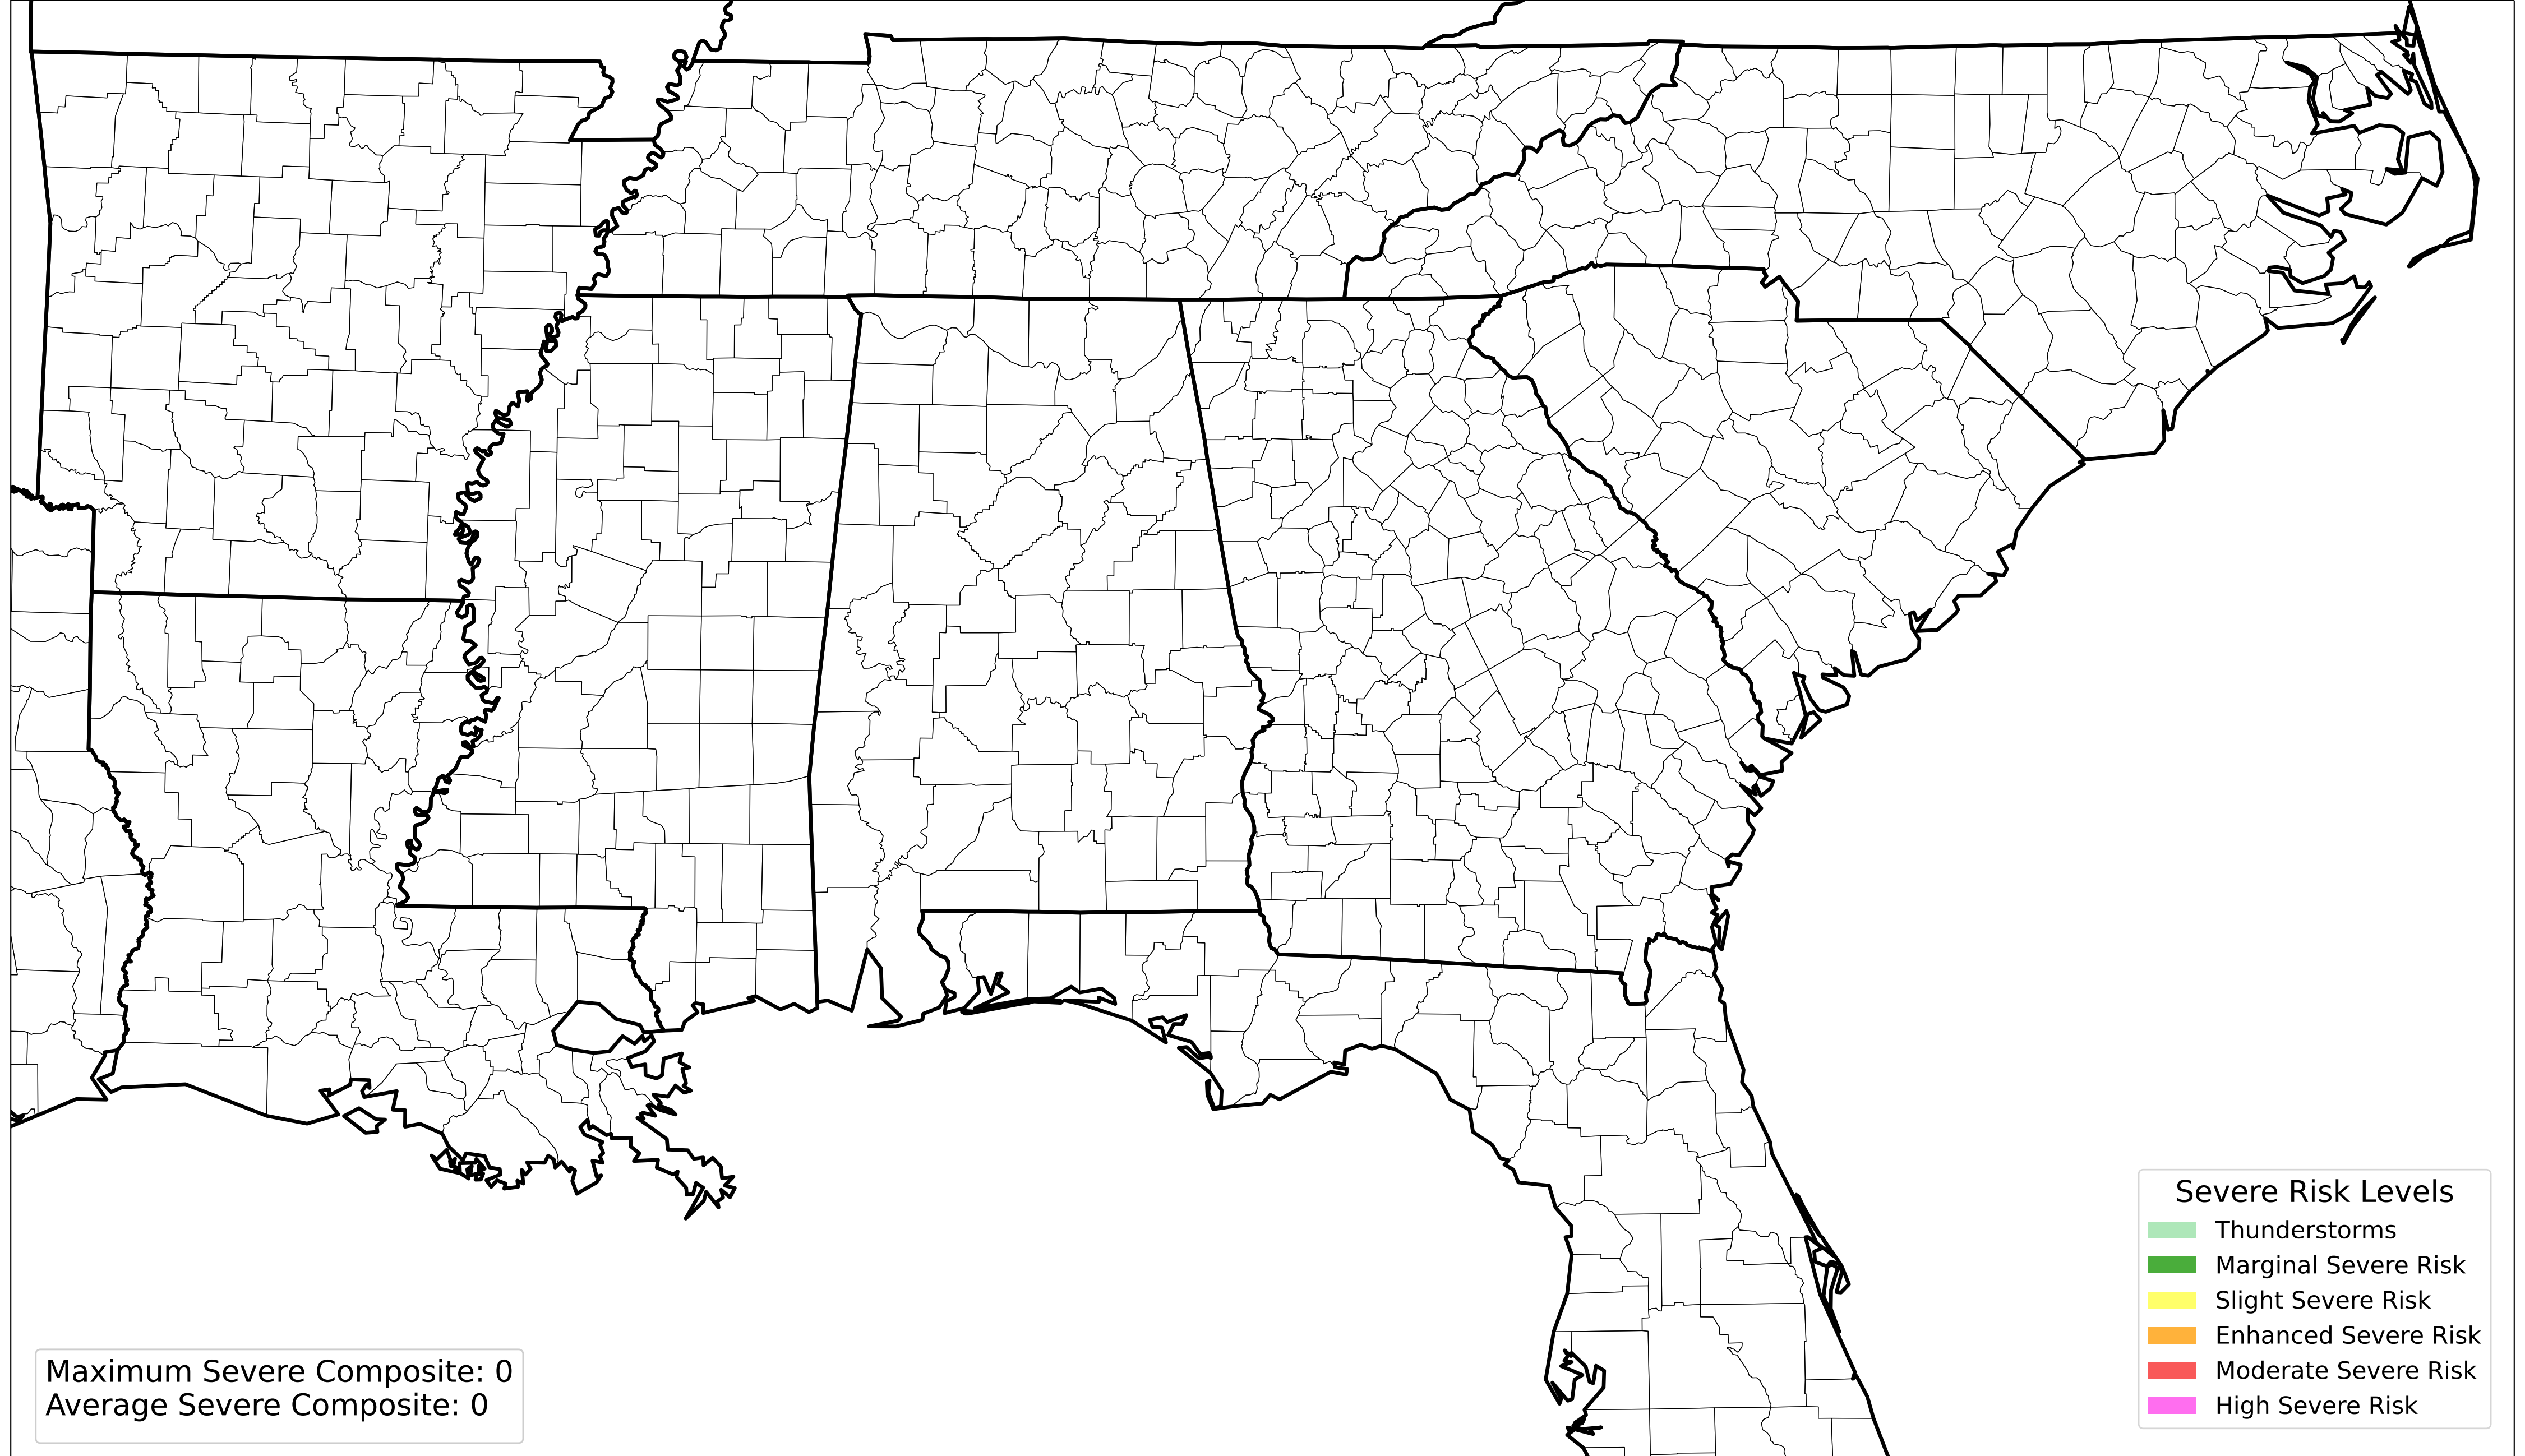 Severe Risk Levels
Thunderstorms
Marginal Severe Risk
Slight Severe Risk
Enhanced Severe Risk
Moderate Severe Risk
High Severe Risk
Maximum Severe Composite: 0
Average Severe Composite: 0